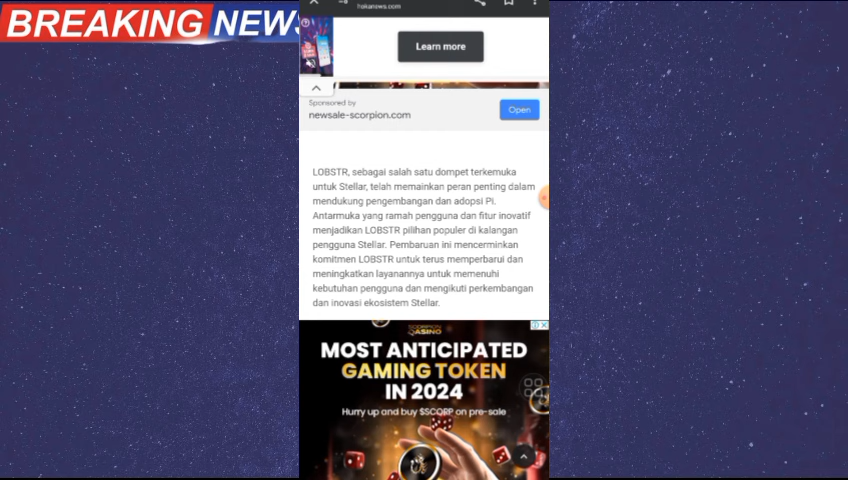 BREAKING NEWS
Learn more
Sponsored by
newsale-scorpion.com
Open
LOBSTR, sebagai salah satu dompet terkemuka
untuk Stellar, telah memainkan peran penting dalam
mendukung pengembangan dan adopsi Pi.
Antarmuka yang ramah pengguna dan fitur inovatif
menjadikan LOBSTR pilihan populer di kalangan
pengguna Stellar. Pembaruan ini mencerminkan
komitmen LOBSTR untuk terus memperbarui dan
meningkatkan layanannya untuk memenuhi
kebutuhan pengguna dan mengikuti perkembangan
dan inovasi ekosistem Stellar.
MOST ANTICIPATED
GAMING TOKEN
IN 2024
Hurry up and buy $SCORP on pre-sale